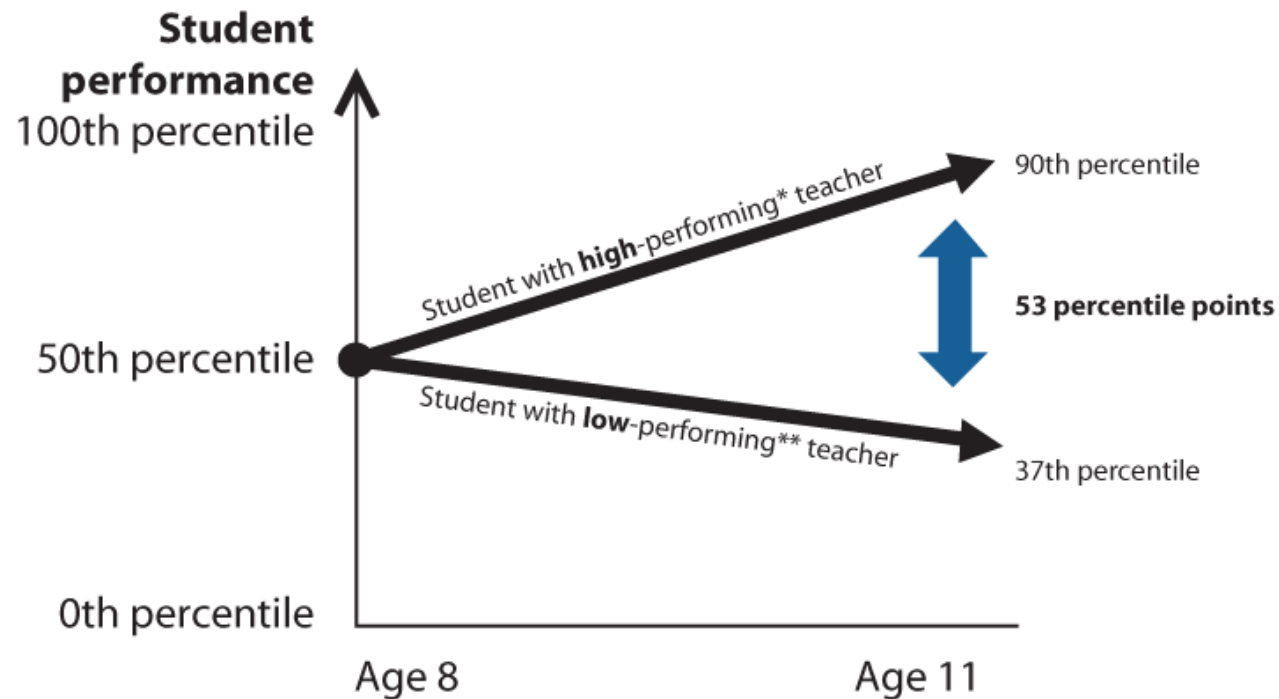 Student
performance
100th percentile
90th percentile
Student with high-performing* teacher
53 percentile points
50th percentile
Student with low-performing** teacher
37th percentile
0th percentile
Age 8
Age 11